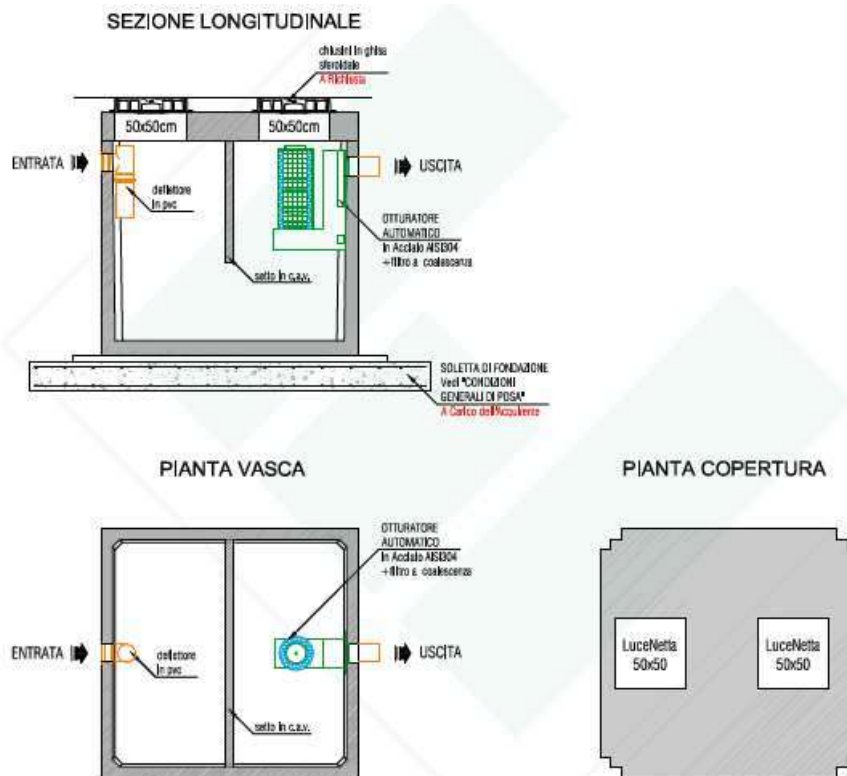 SEZIONE LONGITUDINALE
chiusini in ghisa
sferoidale
A Richiesta
50x50cm
50x50cm
ENTRATA
USCITA
deflettore
in pvc
OTTURATORE
AUTOMATICO
in Acciaio AISI304
+filtro a coalescenza
setto in c.a.v.
SOLETTA DI FONDAZIONE
Vedi "CONDIZIONI
GENERALI DI POSA"
A Carico dell'Acquirente
PIANTA VASCA
PIANTA COPERTURA
OTTURATORE
AUTOMATICO
in Acciaio AISI304
+filtro a coalescenza
ENTRATA
deflettore
in pvc
USCITA
setto in c.a.v.
LuceNetta
50x50
LuceNetta
50x50